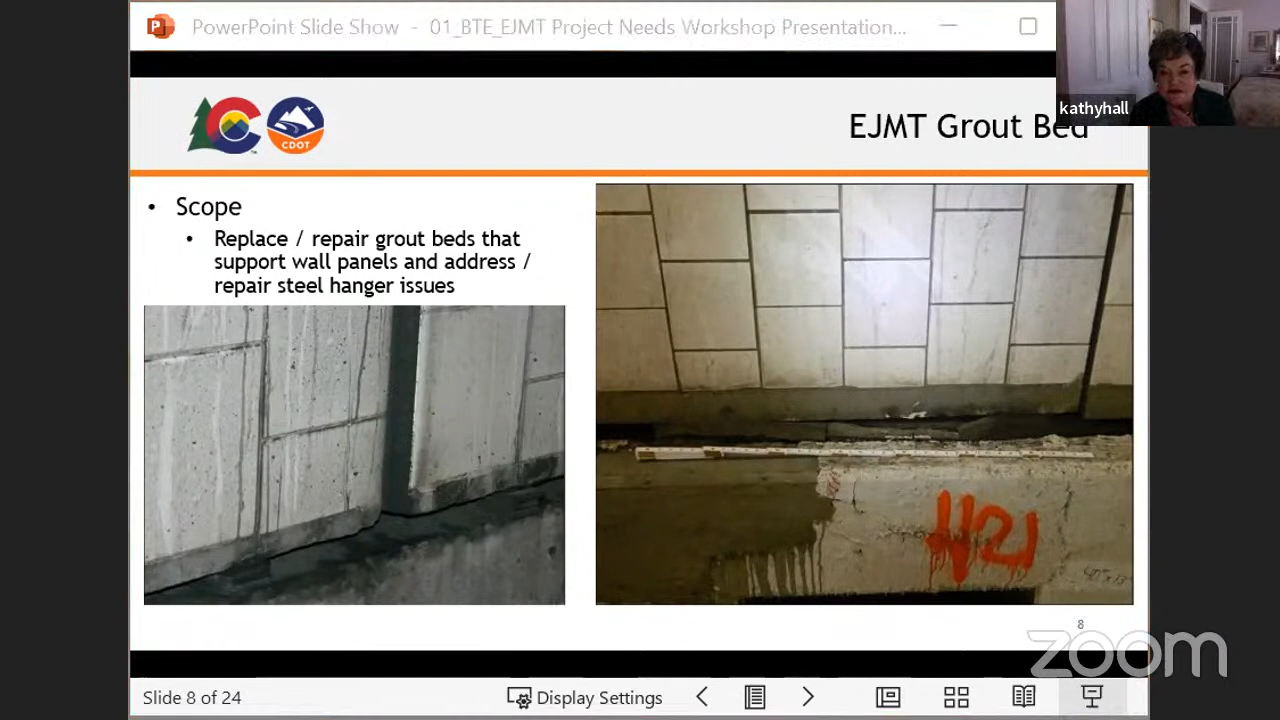 PowerPoint Slide Show - 01_BTE_EJMT Project Needs Workshop Presentation...
kathyhall
CDOT
EJMT Grout Bed
• Scope
• Replace / repair grout beds that
support wall panels and address /
repair steel hanger issues
8
zoom
Slide 8 of 24
Display Settings